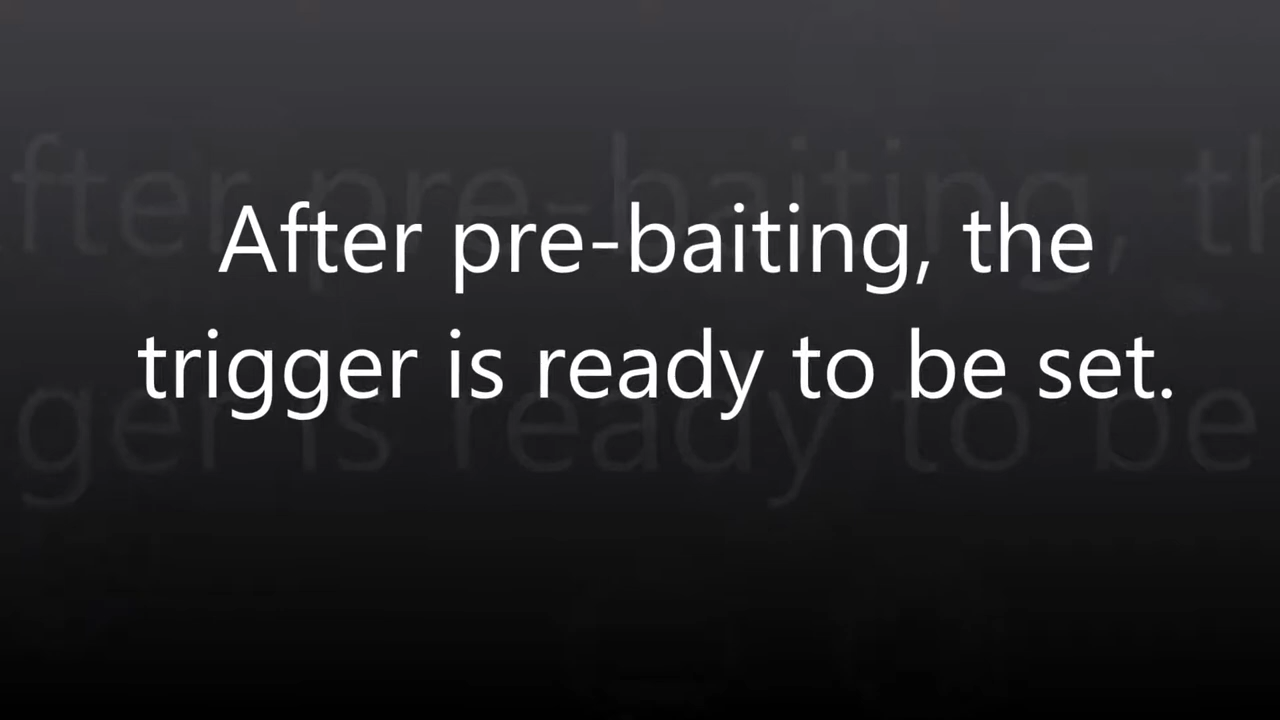 After pre-baiting, the
trigger is ready to be set.